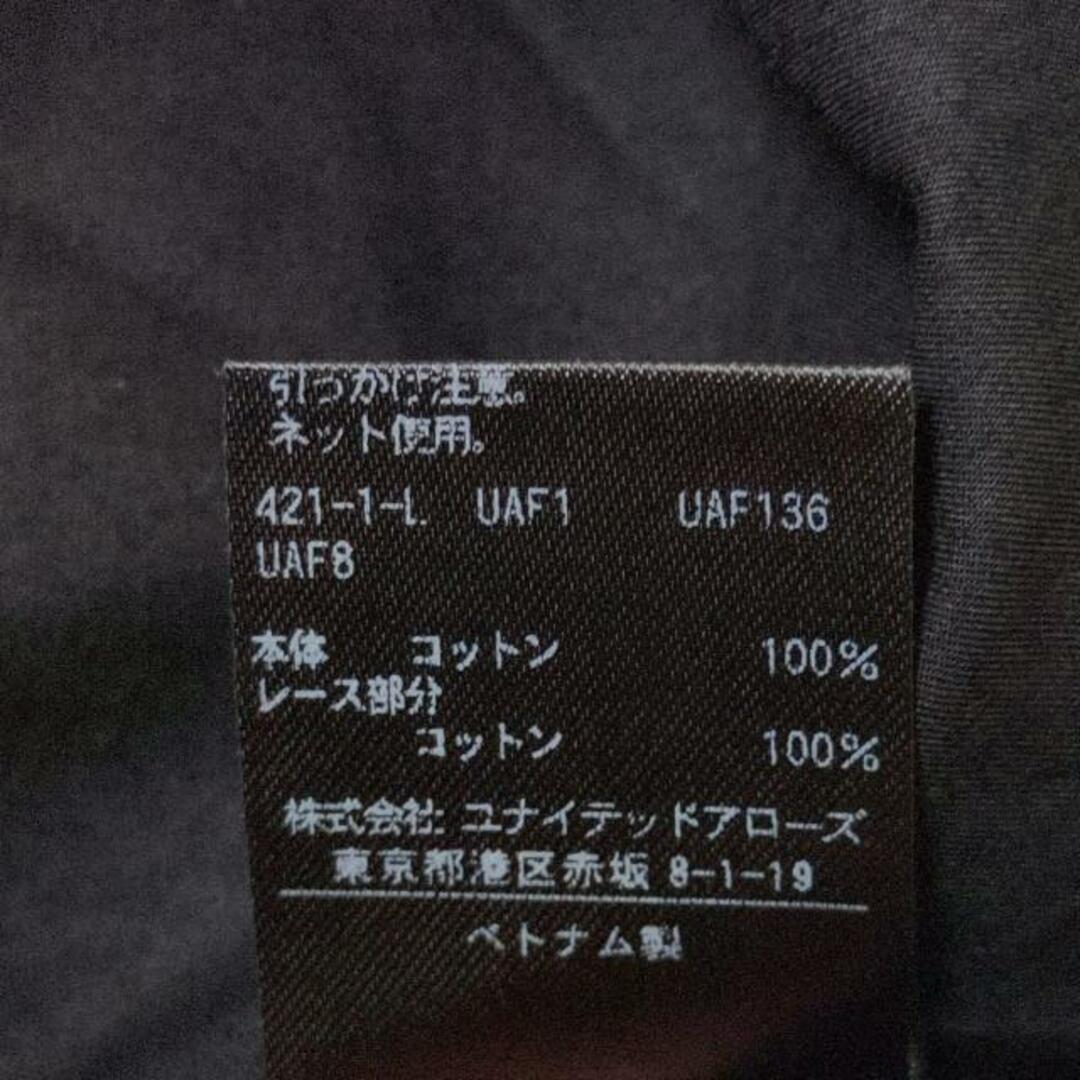 引っかけ注意。
ネット使用。
421-1-L UAF1 UAF136
UAF8
本体 コットン 100%
レース部分
コットン 100%
株式会社 ユナイテッドアローズ
東京都港区赤坂 8-1-19
ベトナム製